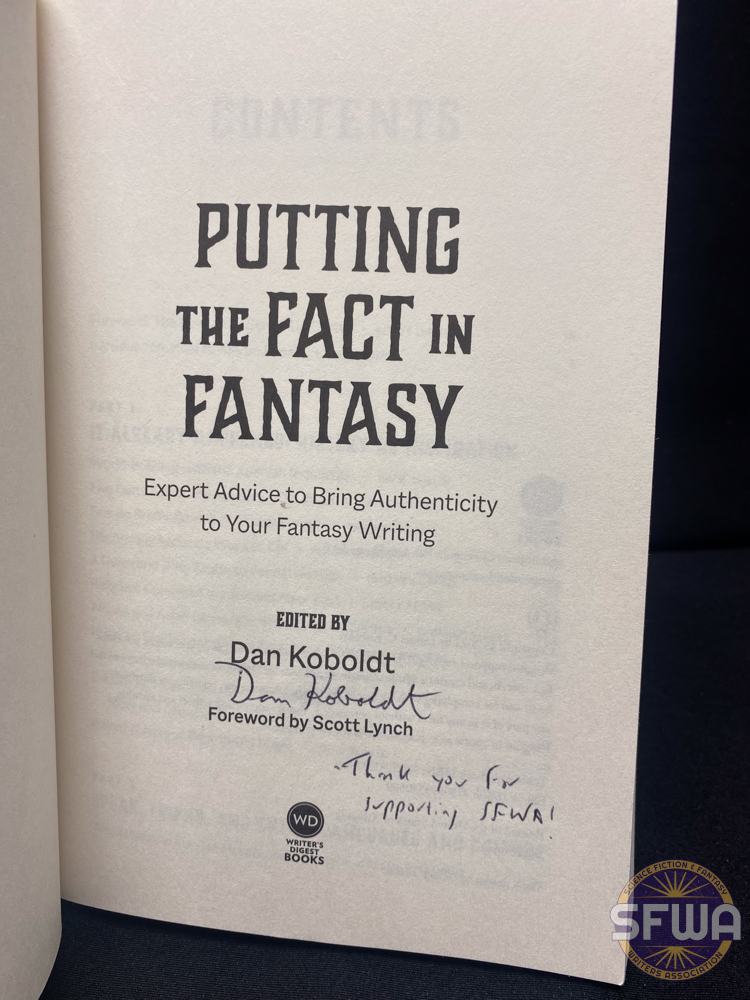 CONTENTS
PUTTING
THE FACT IN
FANTASY
Expert Advice to Bring Authenticity
to Your Fantasy Writing
EDITED BY
Dan Koboldt
Dan Koboldt
Foreword by Scott Lynch
-Thank you for
supporting SFWA!
WD
WRITER'S
DIGEST
BOOKS
SCIENCE FICTION & FANTASY
SFWA
WRITERS ASSOCIATION